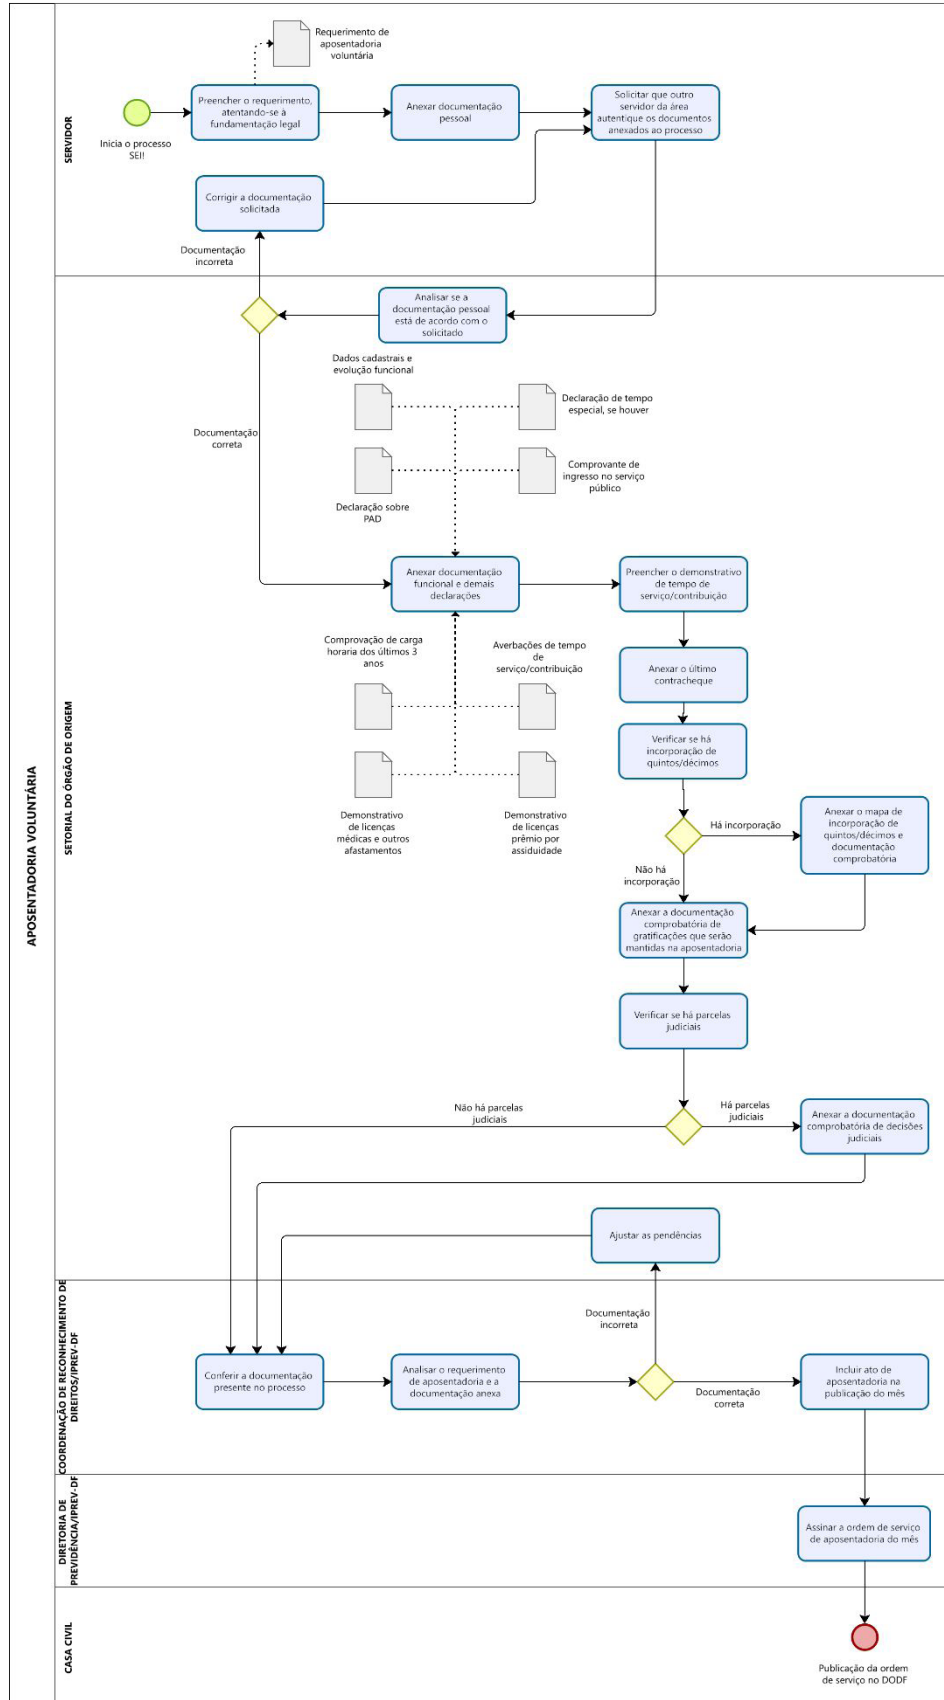 APOSENTADORIA VOLUNTÁRIA
SERVIDOR
Requerimento de
aposentadoria
voluntária
Inicia o processo
SEI!
Preencher o requerimento,
atentando-se à
fundamentação legal
Anexar documentação
pessoal
Solicitar que outro
servidor da área
autentique os documentos
anexados ao processo
Corrigir a documentação
solicitada
Documentação
incorreta
SETORIAL DO ÓRGÃO DE ORIGEM
Analisar se a
documentação pessoal
está de acordo com o
solicitado
Documentação
correta
Dados cadastrais e
evolução funcional
Declaração de tempo
especial, se houver
Declaração sobre
PAD
Comprovante de
ingresso no serviço
público
Anexar documentação
funcional e demais
declarações
Preencher o demonstrativo
de tempo de
serviço/contribuição
Comprovação de carga
horaria dos últimos 3
anos
Averbações de tempo
de
serviço/contribuição
Demonstrativo
de licenças
médicas e outros
afastamentos
Demonstrativo
de licenças
prêmio por
assiduidade
Anexar o último
contracheque
Verificar se há
incorporação de
quintos/décimos
Há incorporação
Anexar o mapa de
incorporação de
quintos/décimos e
documentação
comprobatória
Não há
incorporação
Anexar a documentação
comprobatória de
gratificações que serão
mantidas na aposentadoria
Verificar se há parcelas
judiciais
Não há parcelas
judiciais
Há parcelas
judiciais
Anexar a documentação
comprobatória de decisões
judiciais
Ajustar as pendências
COORDENAÇÃO DE RECONHECIMENTO DE
DIREITOS/IPREV-DF
Documentação
incorreta
Conferir a documentação
presente no processo
Analisar o requerimento
de aposentadoria e a
documentação anexa
Documentação
correta
Incluir ato de
aposentadoria na
publicação do mês
DIRETORIA DE
PREVIDÊNCIA/IPREV-DF
Assinar a ordem de serviço
de aposentadoria do mês
CASA CIVIL
Publicação da ordem
de serviço no DODF